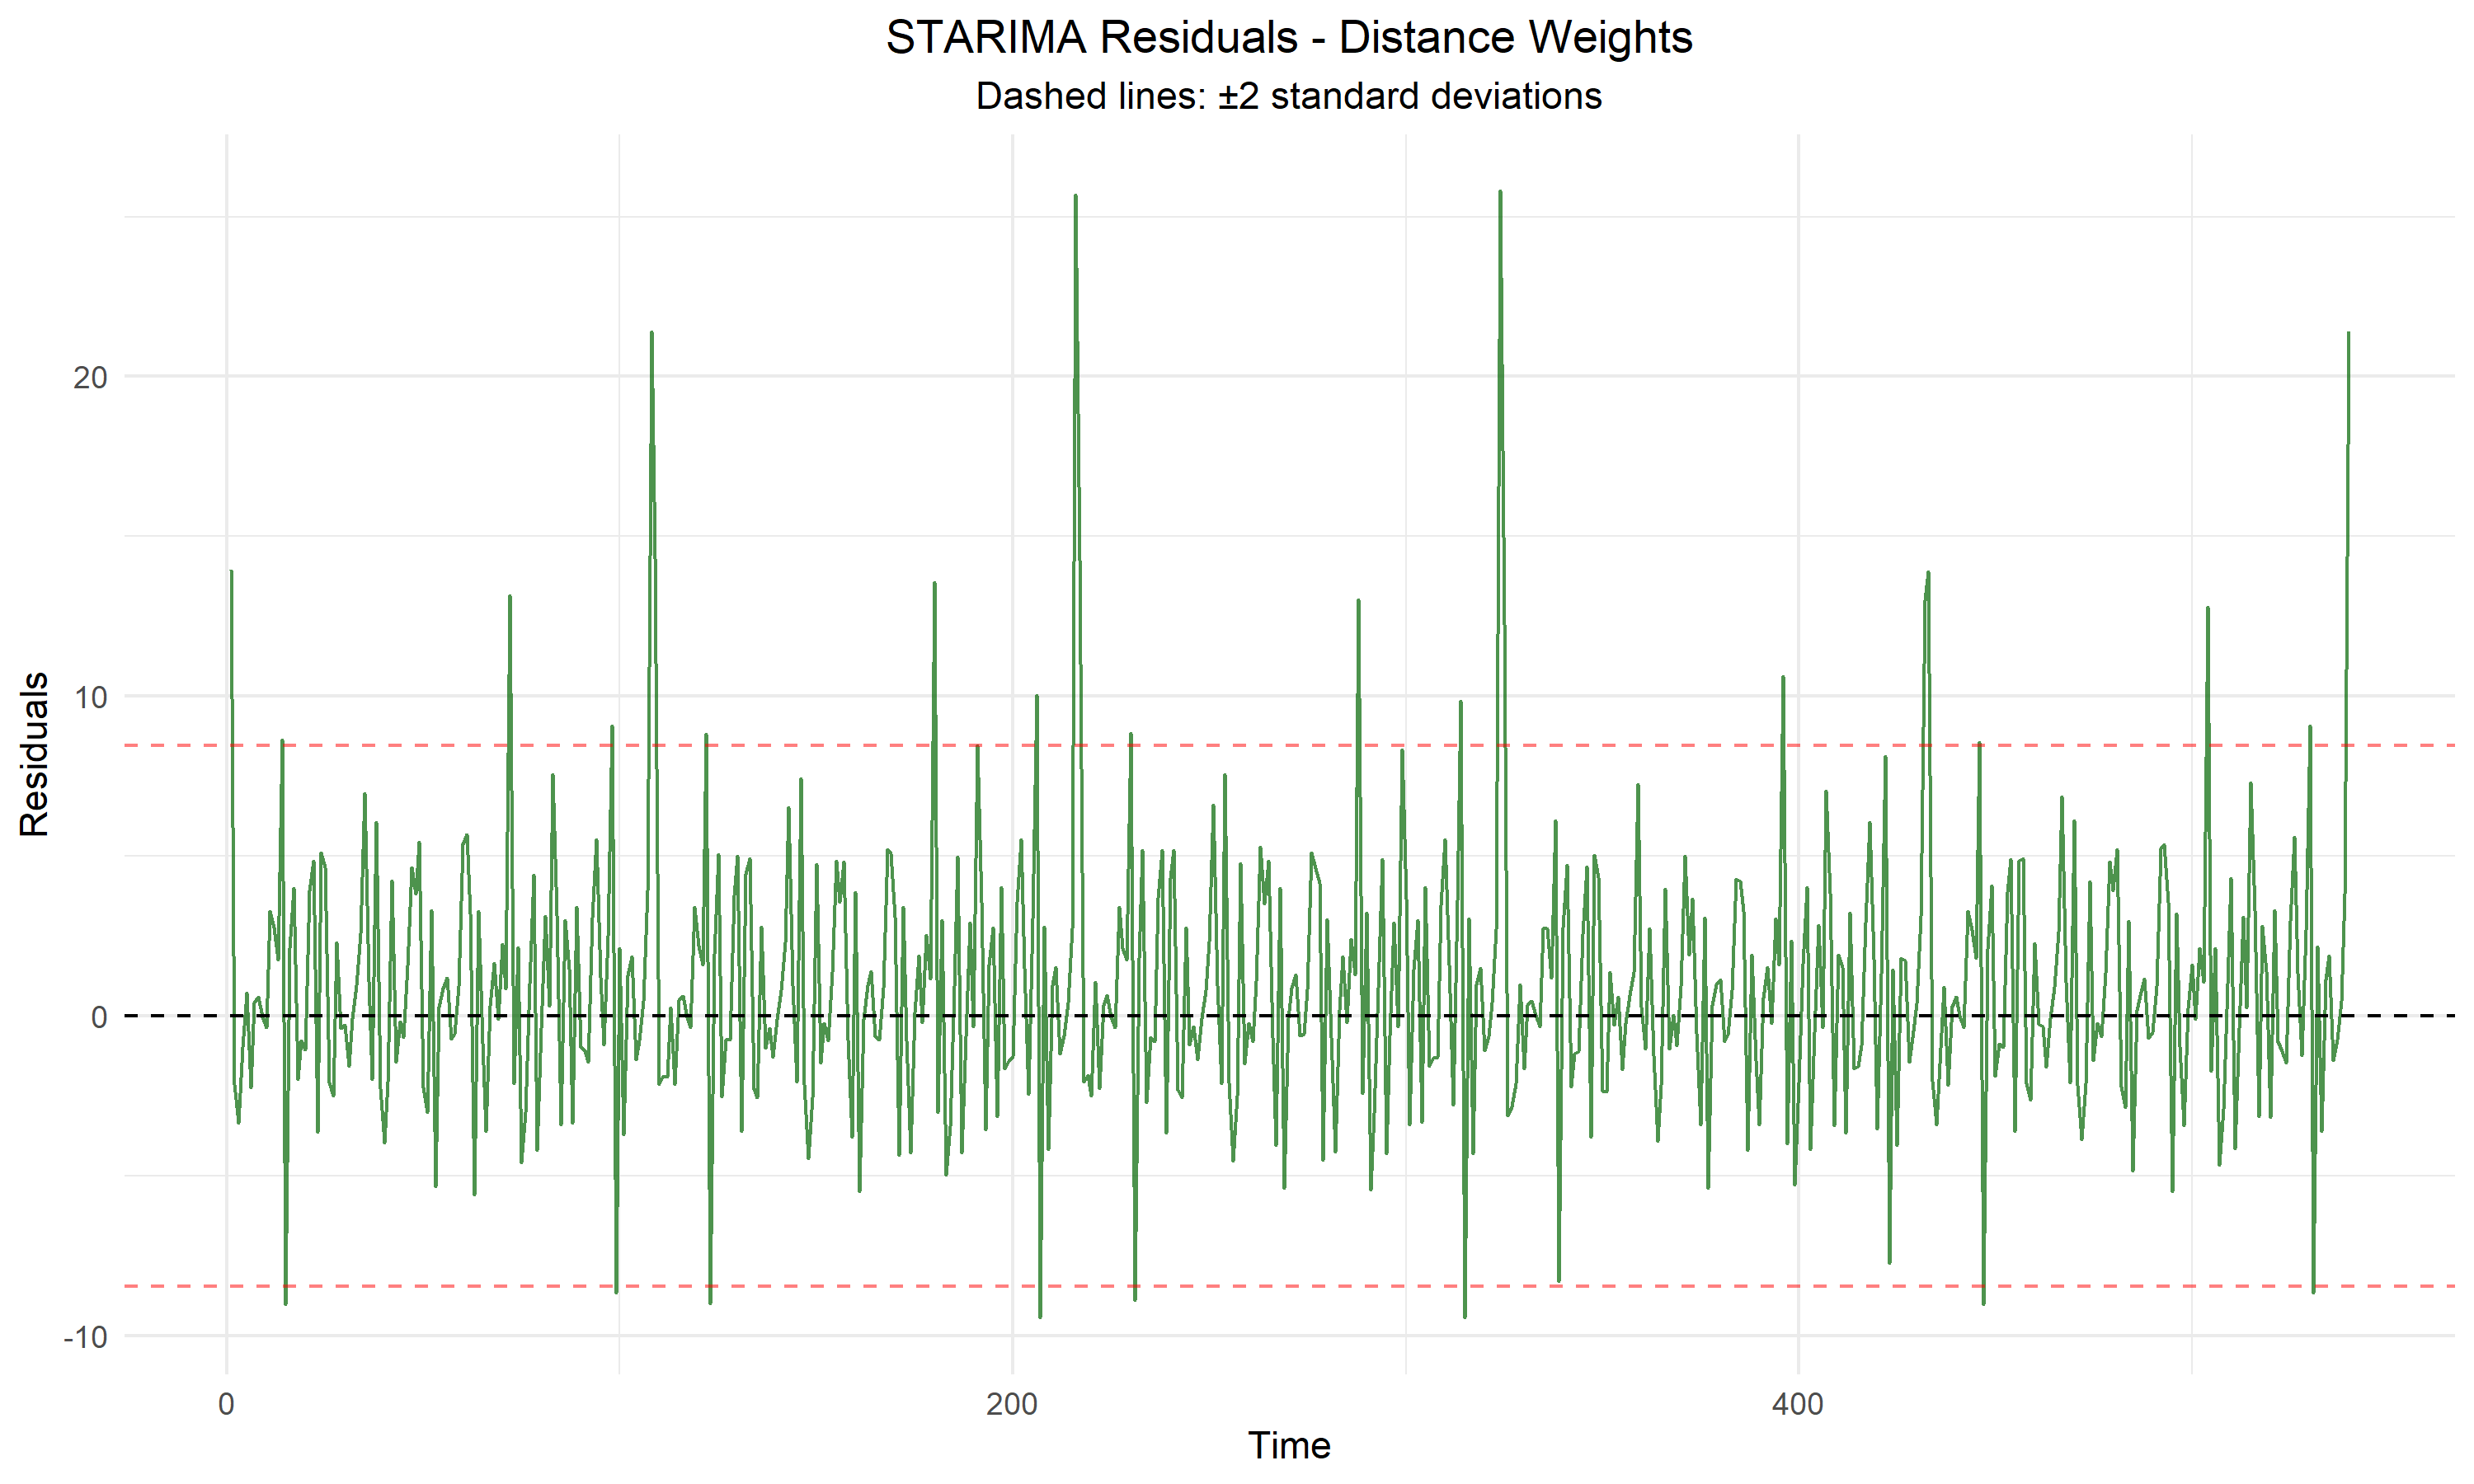 STARIMA Residuals - Distance Weights
Dashed lines: ±2 standard deviations
Residuals
20
10
0
-10
0
200
400
Time